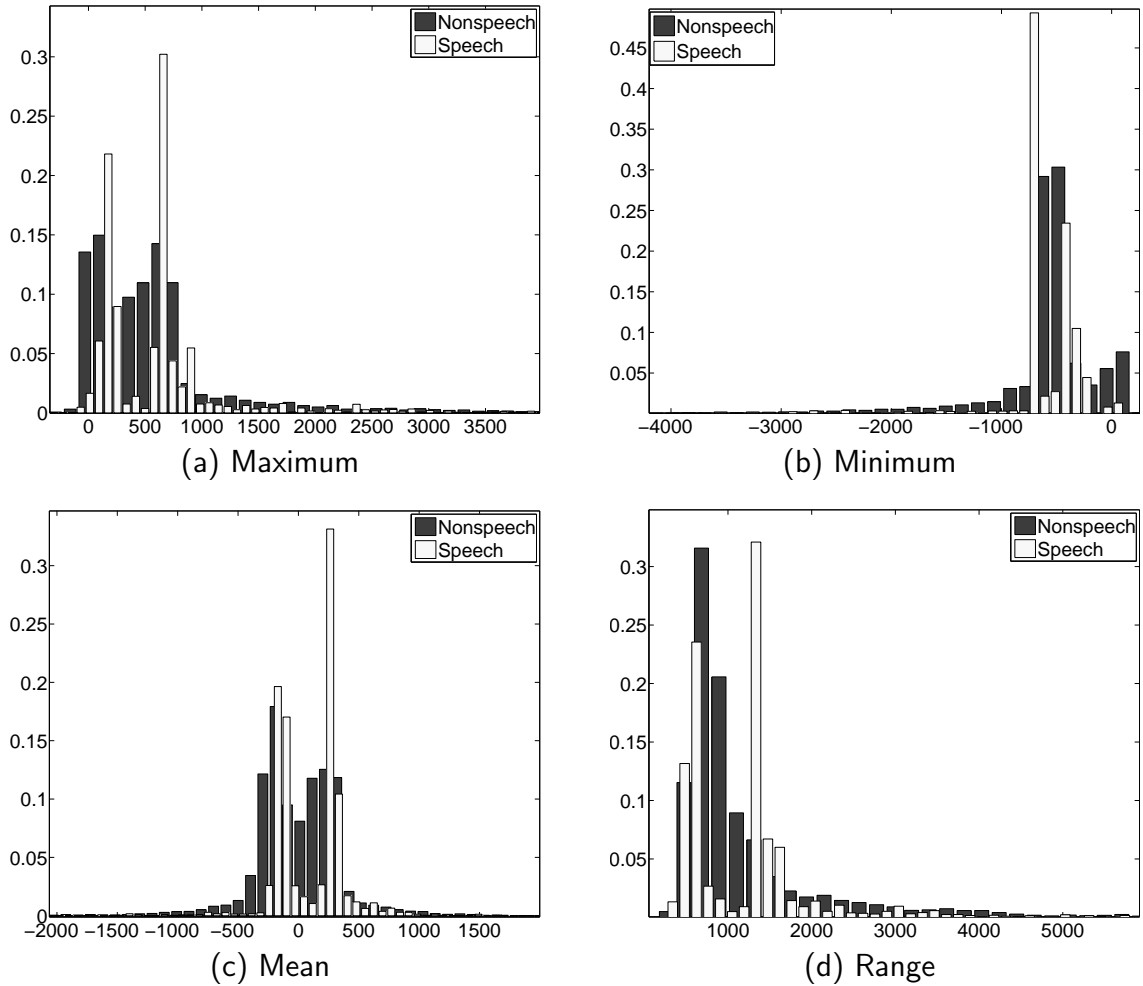 Nonspeech
Speech
0.3
0.25
0.2
0.15
0.1
0.05
0
0 500 1000 1500 2000 2500 3000 3500
(a) Maximum
Nonspeech
Speech
0.45
0.4
0.35
0.3
0.25
0.2
0.15
0.1
0.05
−4000 −3000 −2000 −1000 0
(b) Minimum
Nonspeech
Speech
0.3
0.25
0.2
0.15
0.1
0.05
0
−2000 −1500 −1000 −500 0 500 1000 1500
(c) Mean
Nonspeech
Speech
0.3
0.25
0.2
0.15
0.1
0.05
1000 2000 3000 4000 5000
(d) Range